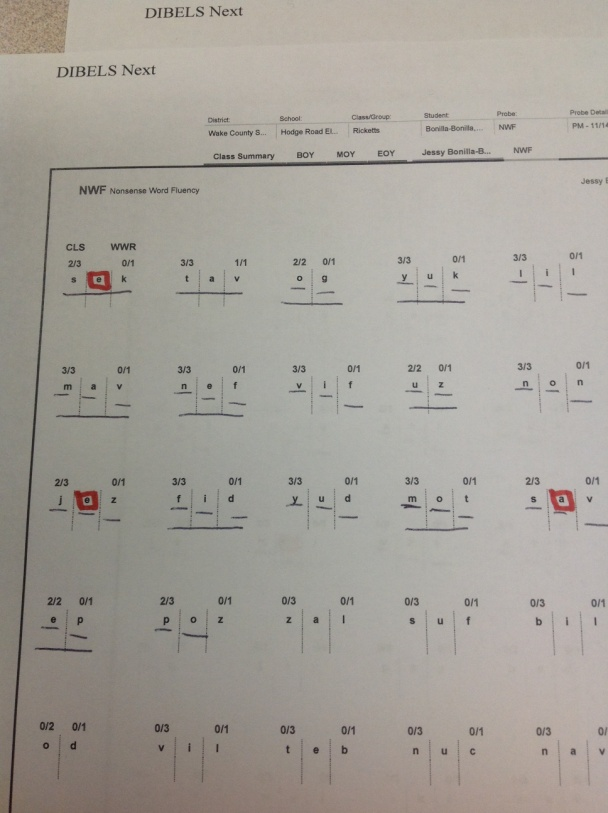 DIBELS Next
DIBELS Next
District: School: Class/Group: Student: Probe: Probe Detail
Wake County S... Hodge Road El... Ricketts Bonilla-Bonilla,... NWF PM - 11/14
Class Summary BOY MOY EOY Jessy Bonilla-B... NWF
NWF Nonsense Word Fluency Jessy B
CLS WWR
2/3 0/1 3/3 1/1 2/2 0/1 3/3 0/1 3/3 0/1
s e k t a v o g y u k l i l
3/3 0/1 3/3 0/1 3/3 0/1 2/2 0/1 3/3 0/1
m a v n e f v i f u z n o n
2/3 0/1 3/3 0/1 3/3 0/1 3/3 0/1 2/3 0/1
j e z f i d y u d m o t s a v
2/2 0/1 2/3 0/1 0/3 0/1 0/3 0/1 0/3 0/1
e p p o z z a l s u f b i l
0/2 0/1 0/3 0/1 0/3 0/1 0/3 0/1 0/3 0/
o d v i l t e b n u c n a v